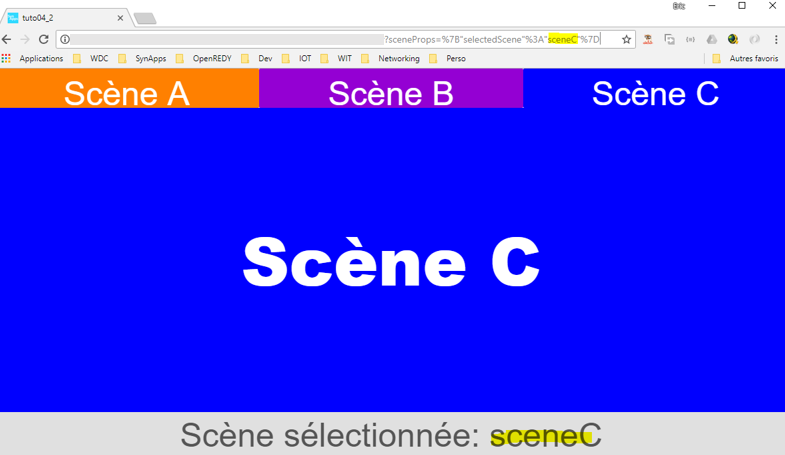 tuto04_2
Eric
?sceneProps=%7B"selectedScene"%3A"sceneC"%7D
Applications WDC SynApps OpenREDY Dev IOT WIT Networking Perso Autres favoris
Scène A Scène B Scène C
Scène C
Scène sélectionnée: sceneC